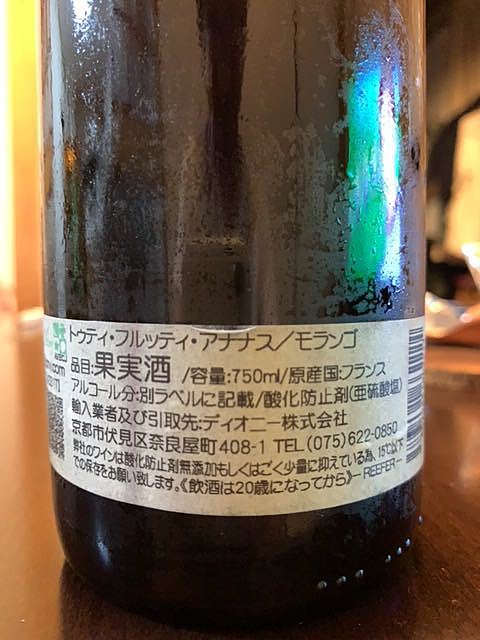 トゥティ・フルッティ・アナナス／モランゴ
品目:果実酒 /容量:750ml/原産国:フランス
アルコール分:別ラベルに記載/酸化防止剤(亜硫酸塩)
輸入業者及び引取先:ディオニー株式会社
京都市伏見区奈良屋町408-1 TEL(075)622-0850
弊社のワインは酸化防止剤無添加もしくはごく少量に抑えている為、15℃以下
での保存をお願い致します。《飲酒は20歳になってから》－REEFER－